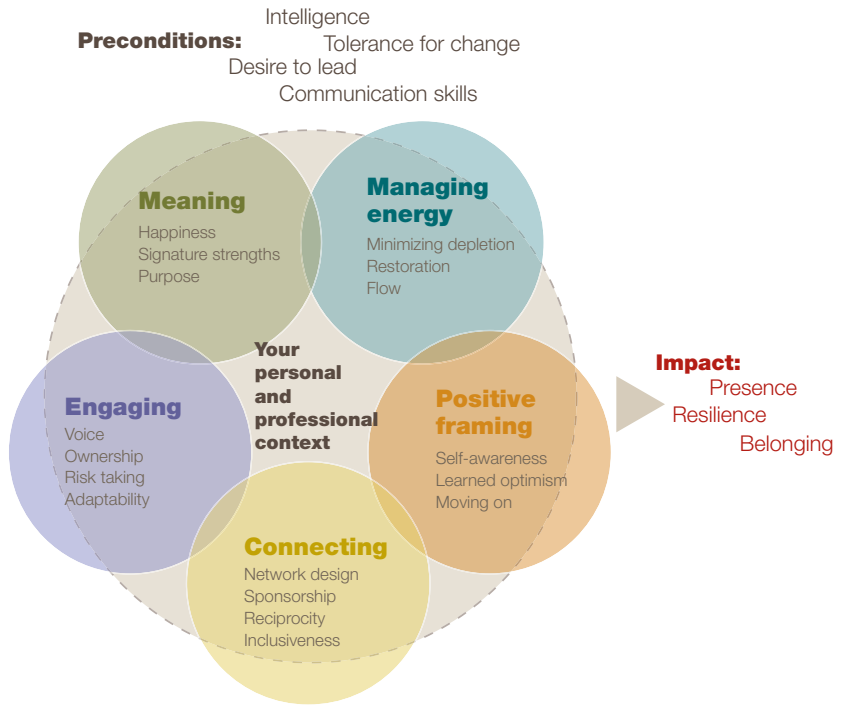 Preconditions:
Intelligence
Tolerance for change
Desire to lead
Communication skills
Meaning
Happiness
Signature strengths
Purpose
Managing
energy
Minimizing depletion
Restoration
Flow
Your
personal
and
professional
context
Engaging
Voice
Ownership
Risk taking
Adaptability
Positive
framing
Self-awareness
Learned optimism
Moving on
Connecting
Network design
Sponsorship
Reciprocity
Inclusiveness
Impact:
Presence
Resilience
Belonging